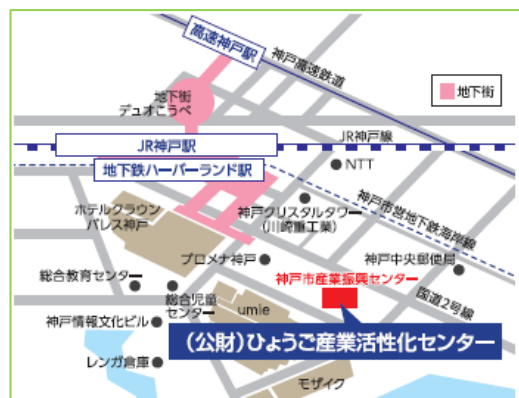 高速神戸駅
神戸高速鉄道
地下街
デュオこうべ
地下街
JR神戸線
JR神戸駅
NTT
地下鉄ハーバーランド駅
神戸市営地下鉄海岸線
ホテルクラウン
パレス神戸
神戸クリスタルタワー
(川崎重工業)
プロメナ神戸
神戸中央郵便局
総合教育センター
神戸市産業振興センター
国道2号線
総合児童
センター
umie
神戸情報文化ビル
(公財)ひょうご産業活性化センター
レンガ倉庫
モザイク